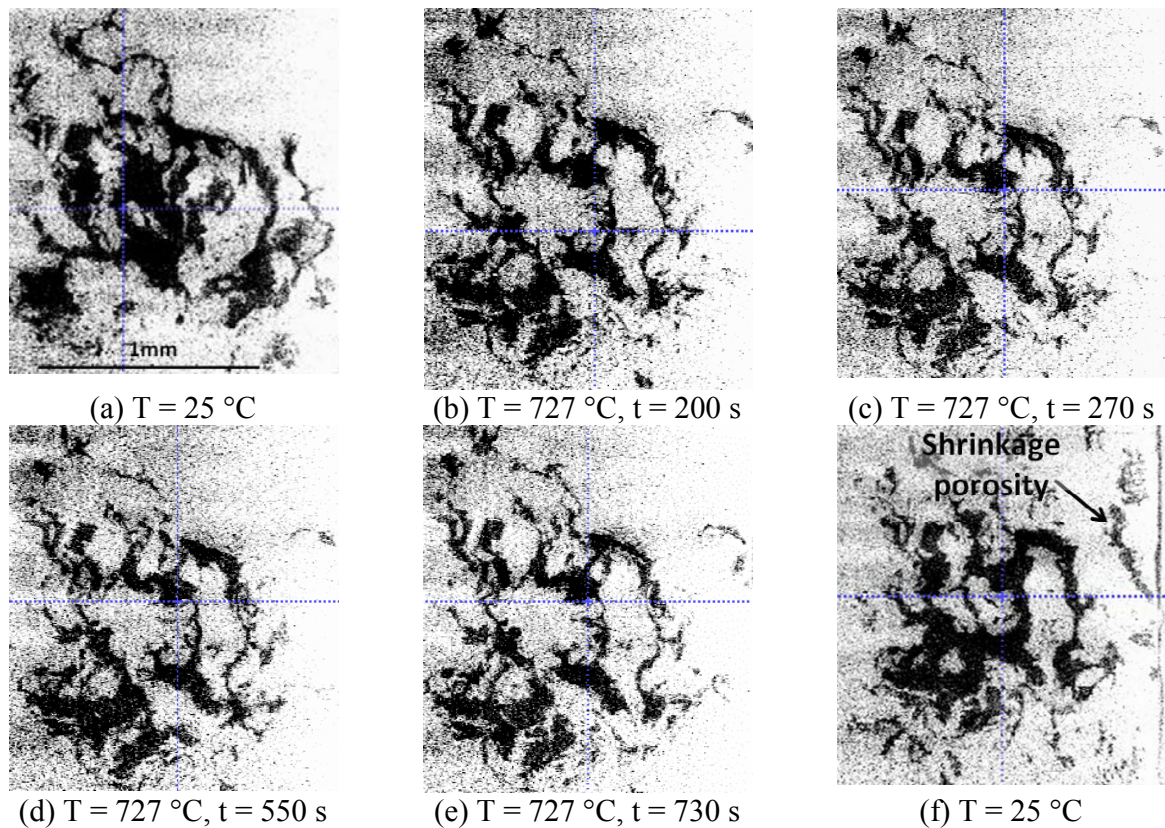 1mm
(a) T = 25 °C
(b) T = 727 °C, t = 200 s
(c) T = 727 °C, t = 270 s
Shrinkage
porosity
(d) T = 727 °C, t = 550 s
(e) T = 727 °C, t = 730 s
(f) T = 25 °C